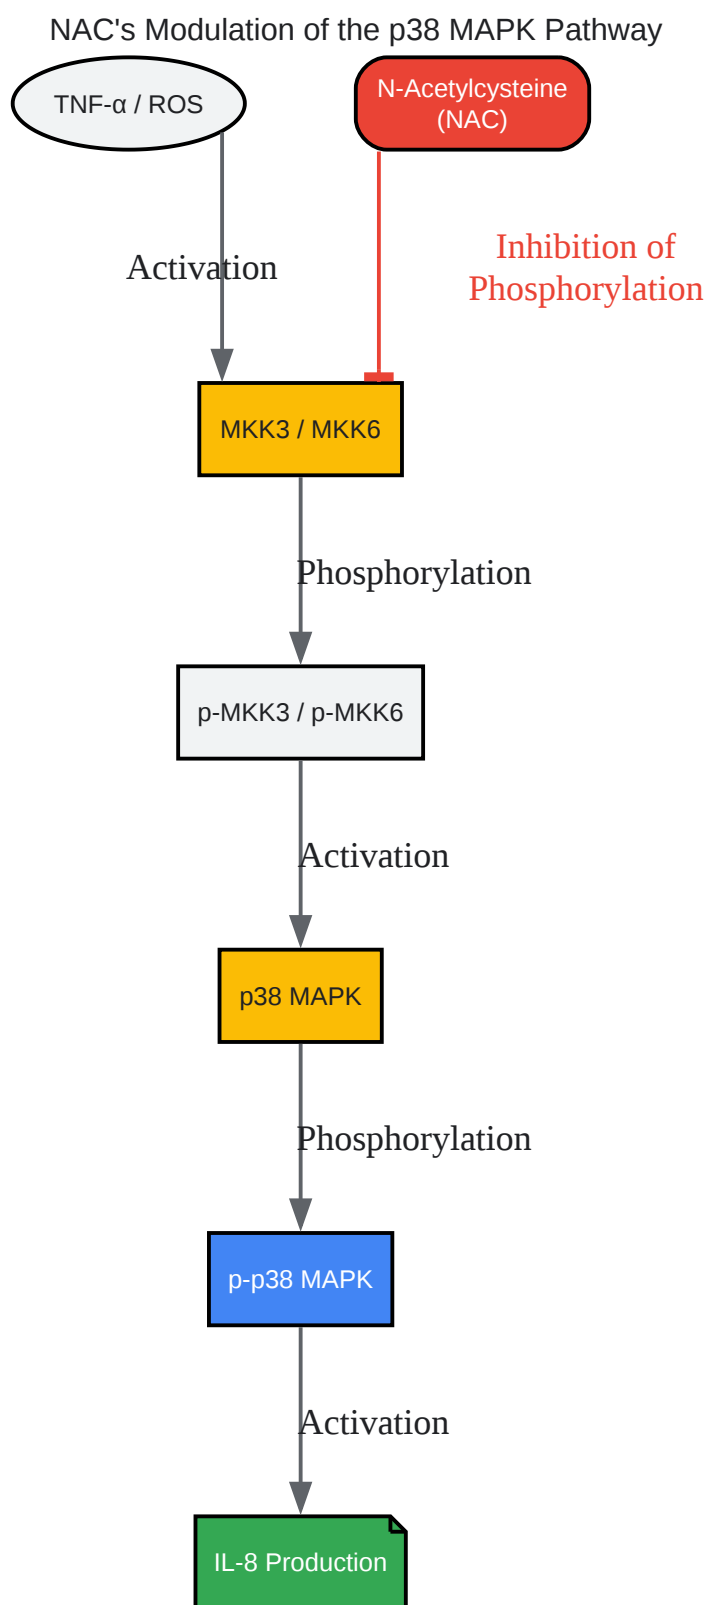 NAC's Modulation of the p38 MAPK Pathway
TNF-α / ROS
N-Acetylcysteine
(NAC)
Activation
Inhibition of
Phosphorylation
MKK3 / MKK6
Phosphorylation
p-MKK3 / p-MKK6
Activation
p38 MAPK
Phosphorylation
p-p38 MAPK
Activation
IL-8 Production